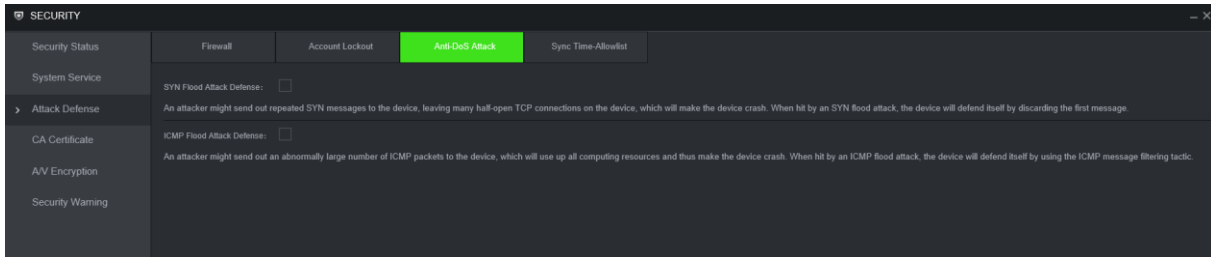 SECURITY
Security Status
System Service
Attack Defense
CA Certificate
A/V Encryption
Security Warning
Firewall
Account Lockout
Anti-DoS Attack
Sync Time-Allowlist
SYN Flood Attack Defense:
An attacker might send out repeated SYN messages to the device, leaving many half-open TCP connections on the device, which will make the device crash. When hit by an SYN flood attack, the device will defend itself by discarding the first message.
ICMP Flood Attack Defense:
An attacker might send out an abnormally large number of ICMP packets to the device, which will use up all computing resources and thus make the device crash. When hit by an ICMP flood attack, the device will defend itself by using the ICMP message filtering tactic.